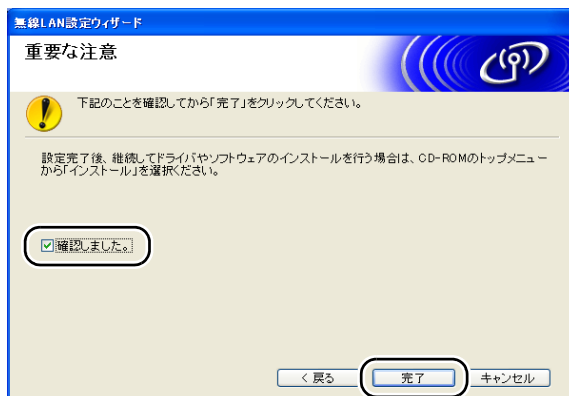 無線LAN設定ウィザード
重要な注意
下記のことを確認してから「完了」をクリックしてください。
設定完了後、継続してドライバやソフトウェアのインストールを行う場合は、CD-ROMのトップメニュー
から「インストール」を選択ください。
確認しました。
< 戻る
完了
キャンセル